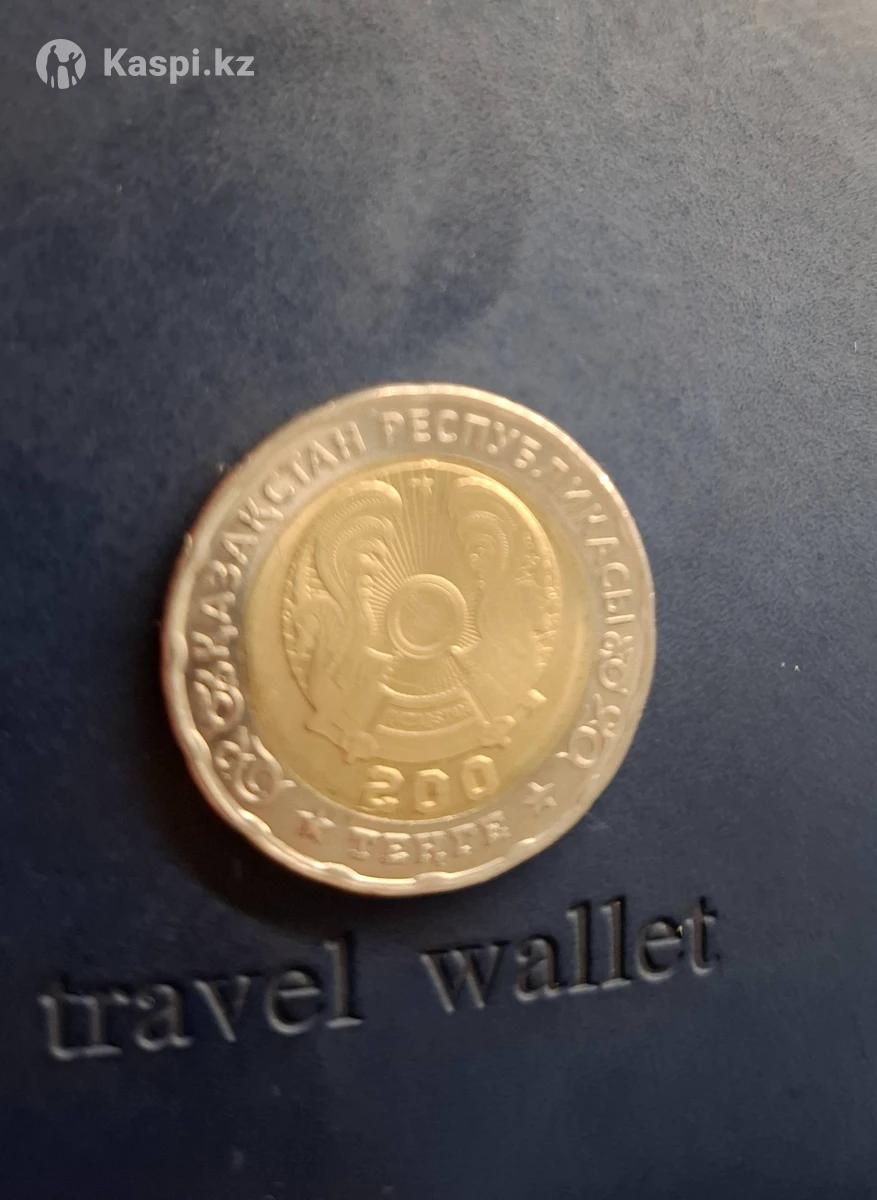 Kaspi.kz
ҚАЗАҚСТАН РЕСПУБЛИКАСЫ
200
ТЕҢГЕ
travel wallet